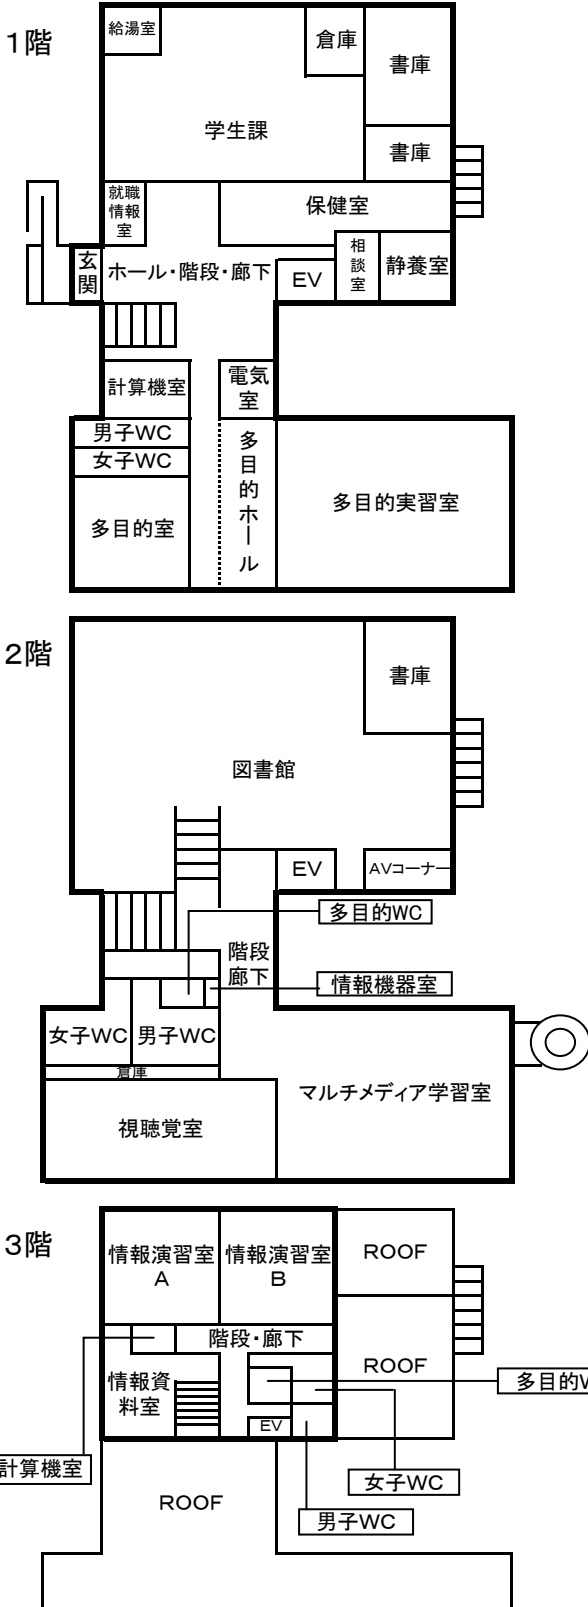 1階
給湯室
倉庫
書庫
学生課
書庫
就職
情報
室
保健室
玄関
ホール・階段・廊下
EV
相談室
静養室
計算機室
電気
室
男子WC
女子WC
多目的室
多目的ホール
多目的実習室
2階
書庫
図書館
EV
AVコーナー
多目的WC
階段
廊下
情報機器室
女子WC
男子WC
倉庫
マルチメディア学習室
視聴覚室
3階
情報演習室
A
情報演習室
B
ROOF
階段・廊下
ROOF
情報資
料室
多目的W
EV
計算機室
女子WC
ROOF
男子WC